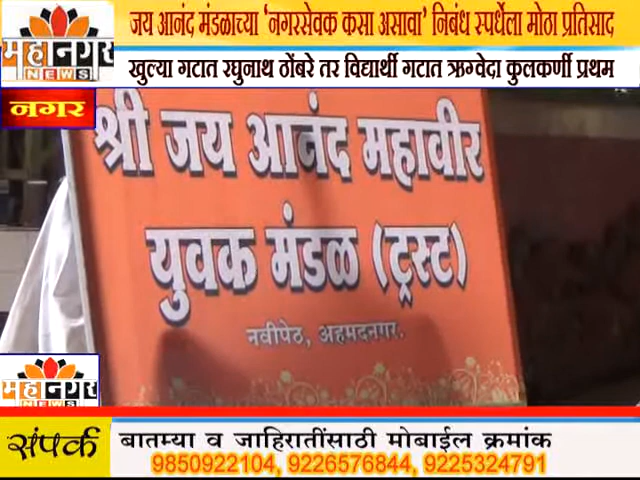 जय आनंद मंडळाच्या ‘नगरसेवक कसा असावा’ निबंध स्पर्धेला मोठा प्रतिसाद
महानगर
NEWS
खुल्या गटात रघुनाथ ठोंबरे तर विद्यार्थी गटात ऋग्वेदा कुलकर्णी प्रथम
नगर
श्री जय आनंद महावीर
युवक मंडळ (ट्रस्ट)
नवीपेठ, अहमदनगर.
महानगर
NEWS
संपर्क
बातम्या व जाहिरातींसाठी मोबाईल क्रमांक
9850922104, 9226576844, 9225324791